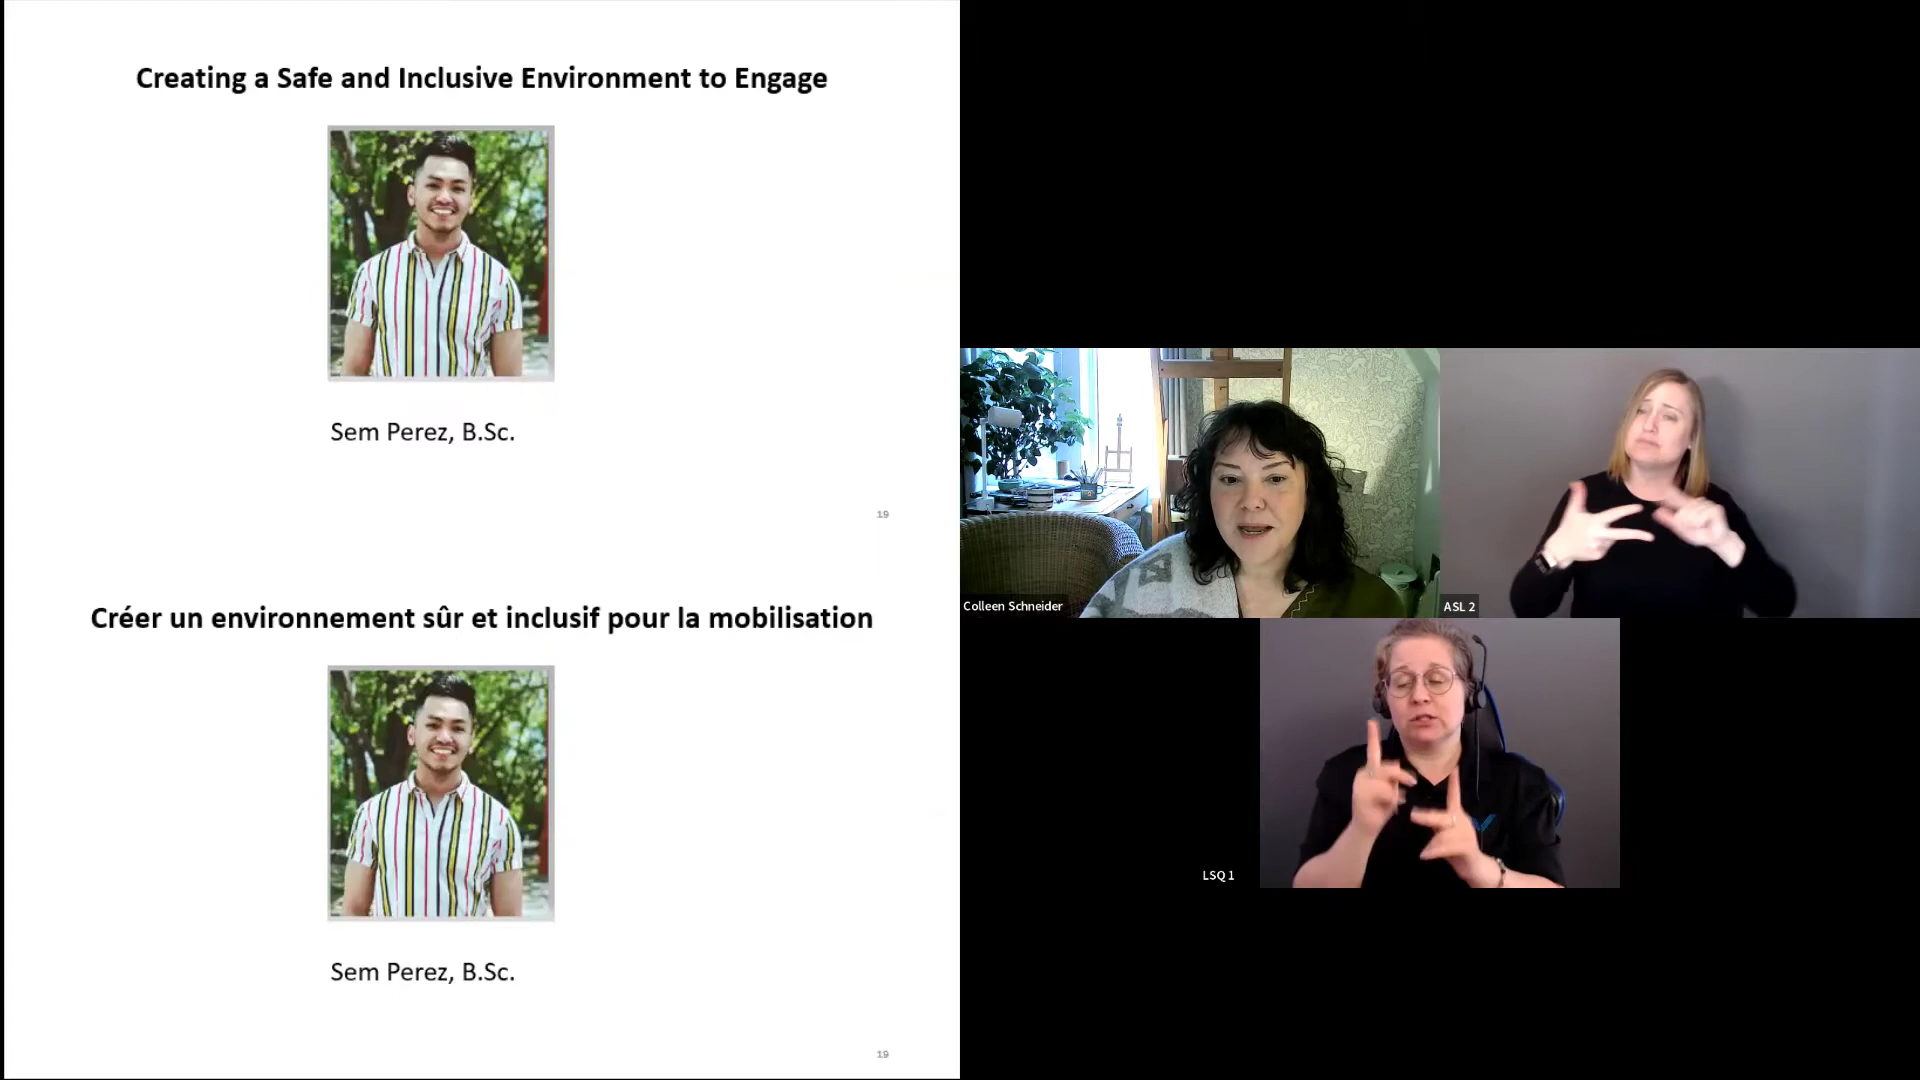 Creating a Safe and Inclusive Environment to Engage
Sem Perez, B.Sc.
19
Créer un environnement sûr et inclusif pour la mobilisation
Sem Perez, B.Sc.
19
Colleen Schneider
ASL 2
LSQ 1